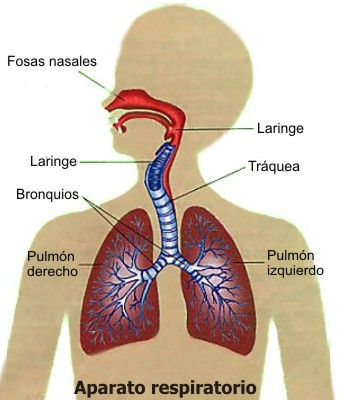 Fosas nasales
Laringe
Laringe
Tráquea
Bronquios
Pulmón
derecho
Pulmón
izquierdo
Aparato respiratorio